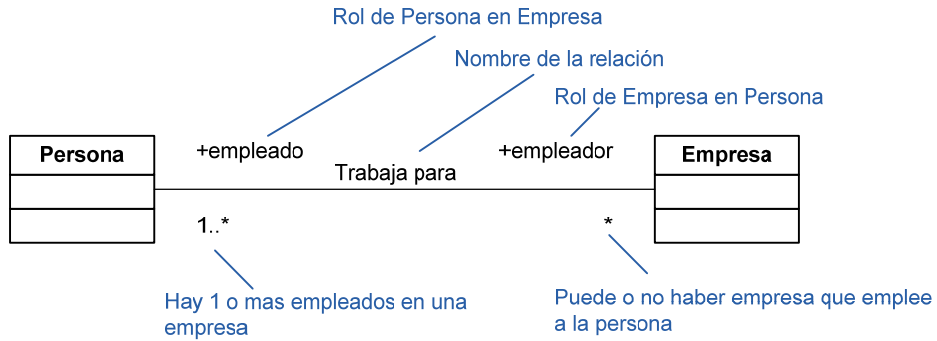 Rol de Persona en Empresa
Nombre de la relación
Rol de Empresa en Persona
Persona
+empleado
Trabaja para
+empleador
Empresa
1..*
*
Hay 1 o mas empleados en una
empresa
Puede o no haber empresa que emplee
a la persona